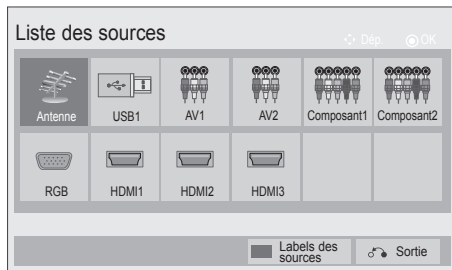 Liste des sources
Dép. OK
Antenne USB1 AV1 AV2 Composant1 Composant2
RGB HDMI1 HDMI2 HDMI3
Labels des
sources
Sortie